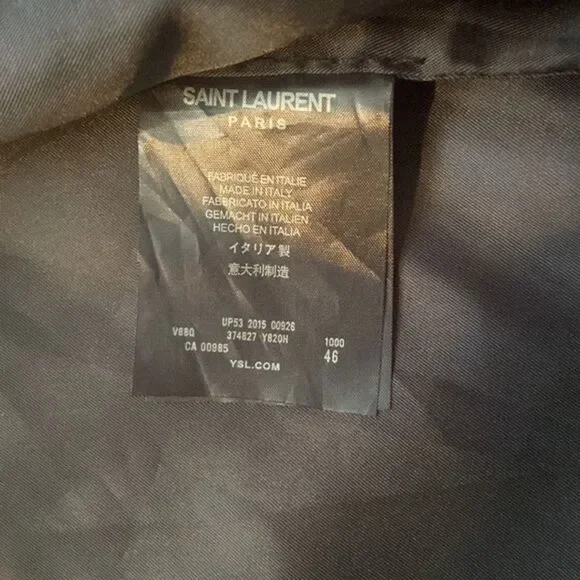 SAINT LAURENT
PARIS
FABRIQUÉ EN ITALIE
MADE IN ITALY
FABBRICATO IN ITALIA
GEMACHT IN ITALIEN
HECHO EN ITALIA
イタリア製
意大利制造
UP53 2015 00926
V68Q 374827 Y820H 1000
CA 00985 46
YSL.COM